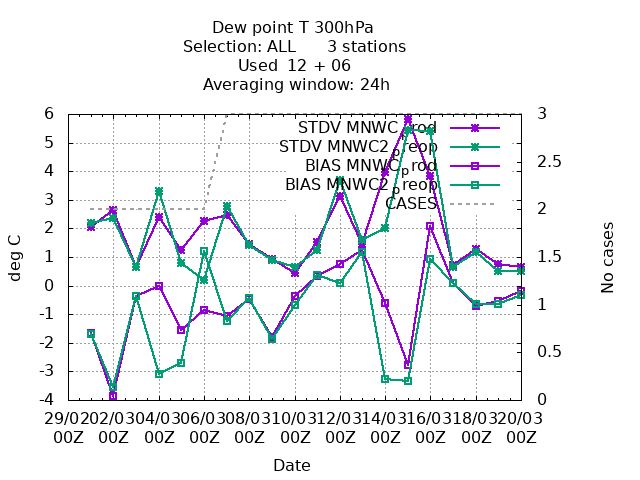 Dew point T 300hPa
Selection: ALL 3 stations
Used 12 + 06
Averaging window: 24h
STDV MNWCprod
STDV MNWC2preop
BIAS MNWCprod
BIAS MNWC2preop
CASES
6
5
4
3
2
1
0
-1
-2
-3
-4
deg C
3
2.5
2
1.5
1
0.5
0
No cases
29/02 02/03 04/03 06/03 08/03 10/03 12/03 14/03 16/03 18/03 20/03
00Z 00Z 00Z 00Z 00Z 00Z 00Z 00Z 00Z 00Z 00Z
Date